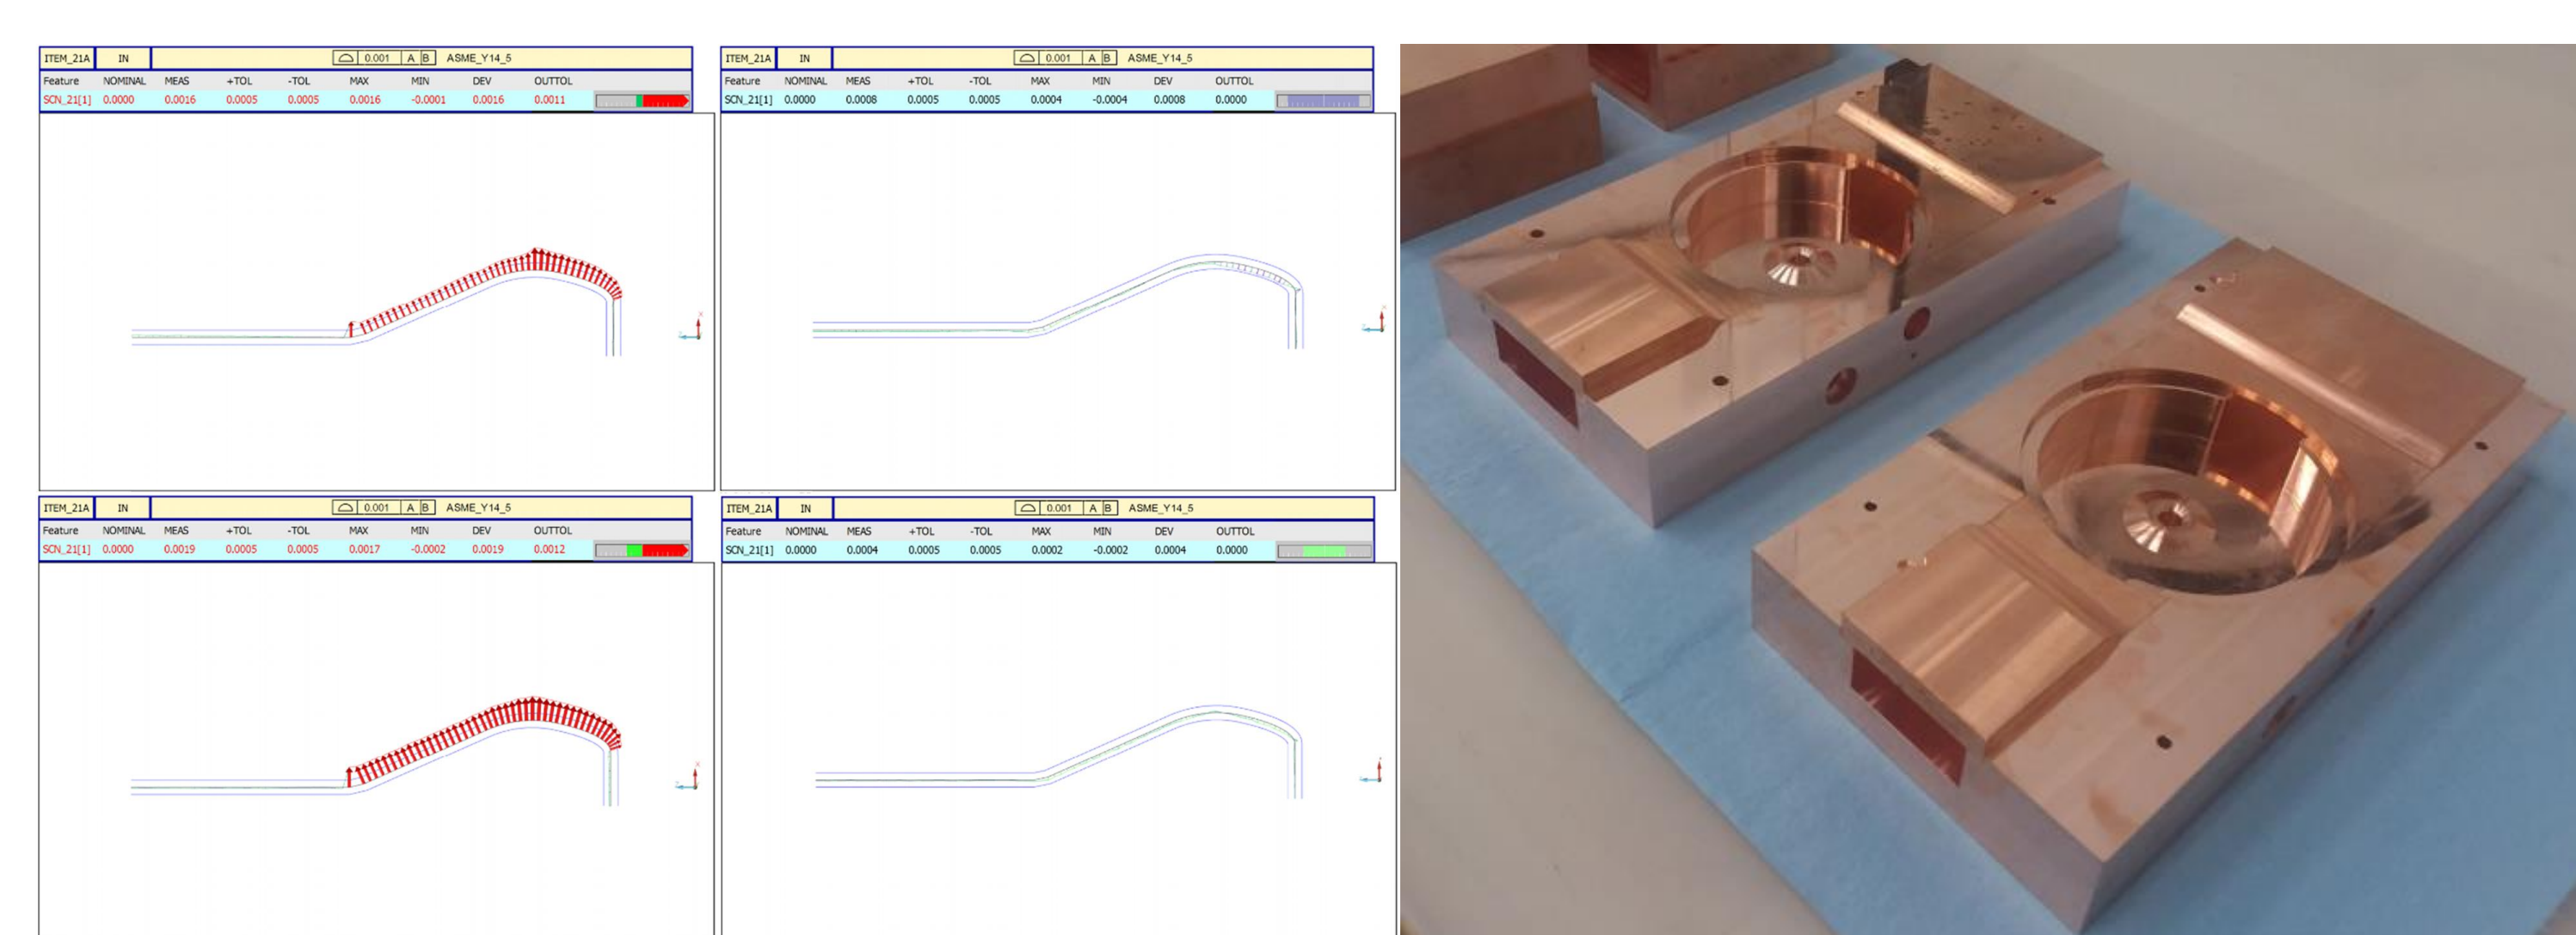 ITEM_21A IN ⌓ 0.001 A B ASME_Y14_5
Feature NOMINAL MEAS +TOL -TOL MAX MIN DEV OUTTOL
SCN_21[1] 0.0000 0.0016 0.0005 0.0005 0.0016 -0.0001 0.0016 0.0011
ITEM_21A IN ⌓ 0.001 A B ASME_Y14_5
Feature NOMINAL MEAS +TOL -TOL MAX MIN DEV OUTTOL
SCN_21[1] 0.0000 0.0008 0.0005 0.0005 0.0004 -0.0004 0.0008 0.0000
ITEM_21A IN ⌓ 0.001 A B ASME_Y14_5
Feature NOMINAL MEAS +TOL -TOL MAX MIN DEV OUTTOL
SCN_21[1] 0.0000 0.0019 0.0005 0.0005 0.0017 -0.0002 0.0019 0.0012
ITEM_21A IN ⌓ 0.001 A B ASME_Y14_5
Feature NOMINAL MEAS +TOL -TOL MAX MIN DEV OUTTOL
SCN_21[1] 0.0000 0.0004 0.0005 0.0005 0.0002 -0.0002 0.0004 0.0000